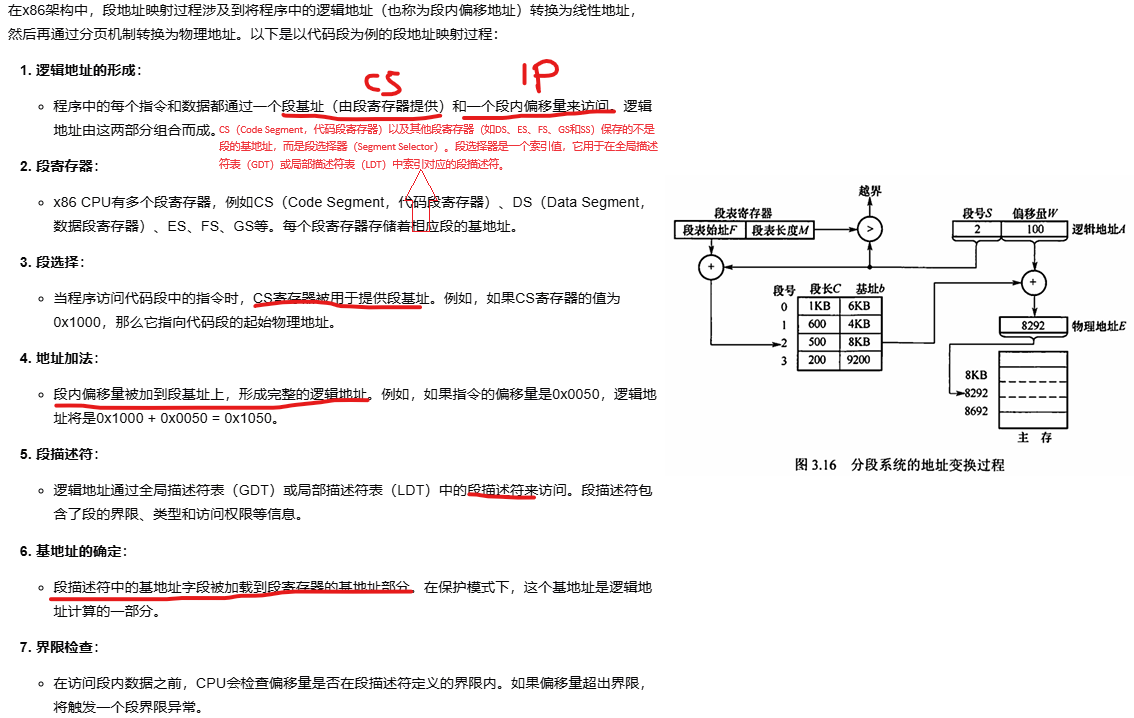 在x86架构中，段地址映射过程涉及到将程序中的逻辑地址（也称为段内偏移地址）转换为线性地址，
然后再通过分页机制转换为物理地址。以下是以代码段为例的段地址映射过程：
1. 逻辑地址的形成：
CS
IP
程序中的每个指令和数据都通过一个段基址（由段寄存器提供）和一个段内偏移量来访问。逻辑
地址由这两部分组合而成。
CS（Code Segment，代码段寄存器）以及其他段寄存器（如DS、ES、FS、GS和SS）保存的不是
段的基地址，而是段选择器（Segment Selector）。段选择器是一个索引值，它用于在全局描述
符表（GDT）或局部描述符表（LDT）中索引对应的段描述符。
2. 段寄存器：
x86 CPU有多个段寄存器，例如CS（Code Segment，代码段寄存器）、DS（Data Segment，
数据段寄存器）、ES、FS、GS等。每个段寄存器存储着相应段的基地址。
3. 段选择：
当程序访问代码段中的指令时，CS寄存器被用于提供段基址。例如，如果CS寄存器的值为
0x1000，那么它指向代码段的起始物理地址。
4. 地址加法：
段内偏移量被加到段基址上，形成完整的逻辑地址。例如，如果指令的偏移量是0x0050，逻辑地
址将是0x1000 + 0x0050 = 0x1050。
5. 段描述符：
逻辑地址通过全局描述符表（GDT）或局部描述符表（LDT）中的段描述符来访问。段描述符包
含了段的界限、类型和访问权限等信息。
6. 基地址的确定：
段描述符中的基地址字段被加载到段寄存器的基地址部分。在保护模式下，这个基地址是逻辑地
址计算的一部分。
7. 界限检查：
在访问段内数据之前，CPU会检查偏移量是否在段描述符定义的界限内。如果偏移量超出界限，
将触发一个段界限异常。
越界
段表寄存器
段表始址F 段表长度M
>
段号S 偏移量W
2 100 逻辑地址A
+
+
段号 段长C 基址b
0 1KB 6KB
1 600 4KB
2 500 8KB
3 200 9200
8292 物理地址E
8KB
8292
8692
主 存
图 3.16 分段系统的地址变换过程